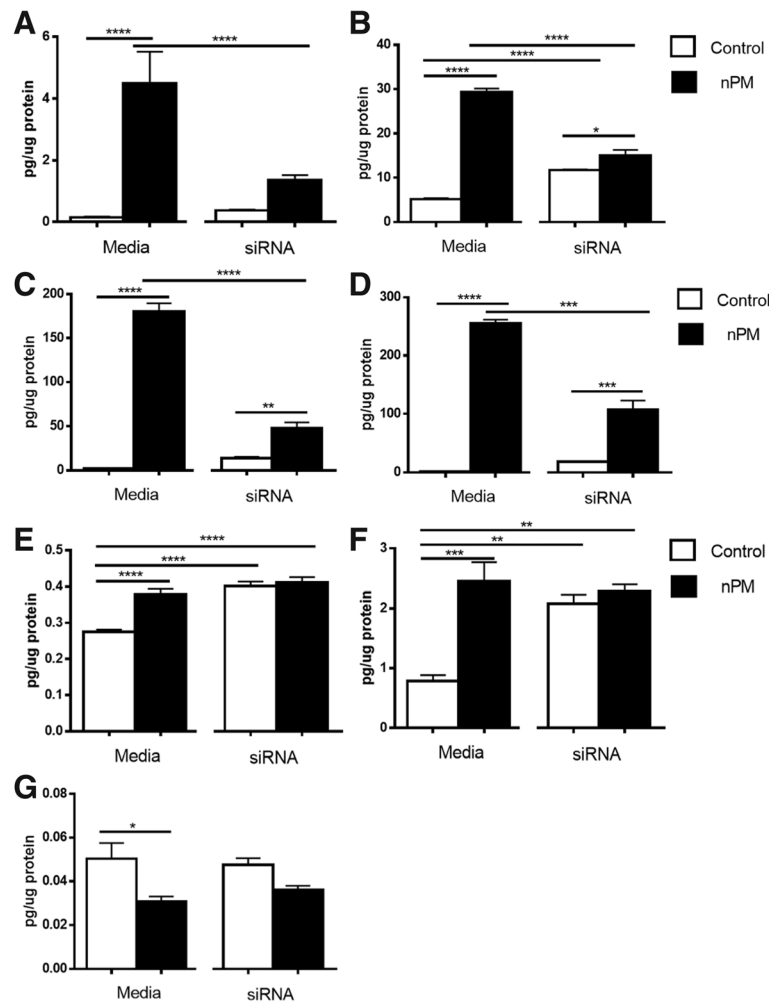 A
****
****
pg/ug protein
6
4
2
0
Media
siRNA
B
****
****
****
*
pg/ug protein
40
30
20
10
0
Media
siRNA
Control
nPM
C
****
****
**
pg/ug protein
200
150
100
50
0
Media
siRNA
D
****
***
***
pg/ug protein
300
200
100
0
Media
siRNA
Control
nPM
E
****
****
****
pg/ug protein
0.5
0.4
0.3
0.2
0.1
0.0
Media
siRNA
F
**
**
***
pg/ug protein
3
2
1
0
Media
siRNA
Control
nPM
G
*
pg/ug protein
0.08
0.06
0.04
0.02
0.00
Media
siRNA